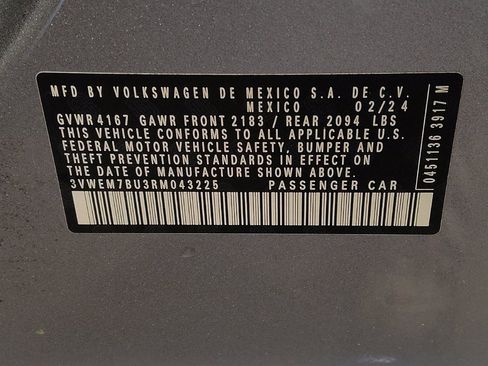 MFD BY VOLKSWAGEN DE MEXICO S.A. DE C.V.
MEXICO 02/24
GVWR 4167 GAWR FRONT 2183 / REAR 2094 LBS
THIS VEHICLE CONFORMS TO ALL APPLICABLE U.S.
FEDERAL MOTOR VEHICLE SAFETY, BUMPER AND
THEFT PREVENTION STANDARDS IN EFFECT ON
THE DATE OF MANUFACTURE SHOWN ABOVE.
3VWEM7BU3RM043225 PASSENGER CAR
0451136 3917 M